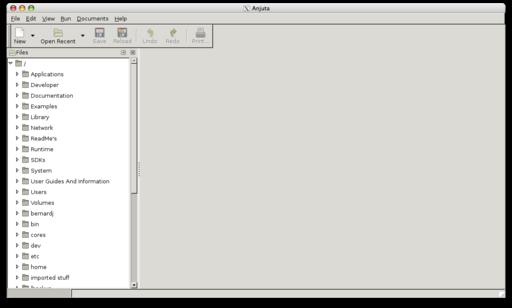 Anjuta
File Edit View Run Documents Help
New Open Recent Save Reload Undo Redo Print...
Files
/
Applications
Developer
Documentation
Examples
Library
Network
ReadMe's
Runtime
SDKs
System
User Guides And Information
Users
Volumes
bernardj
bin
cores
dev
etc
home
imported stuff